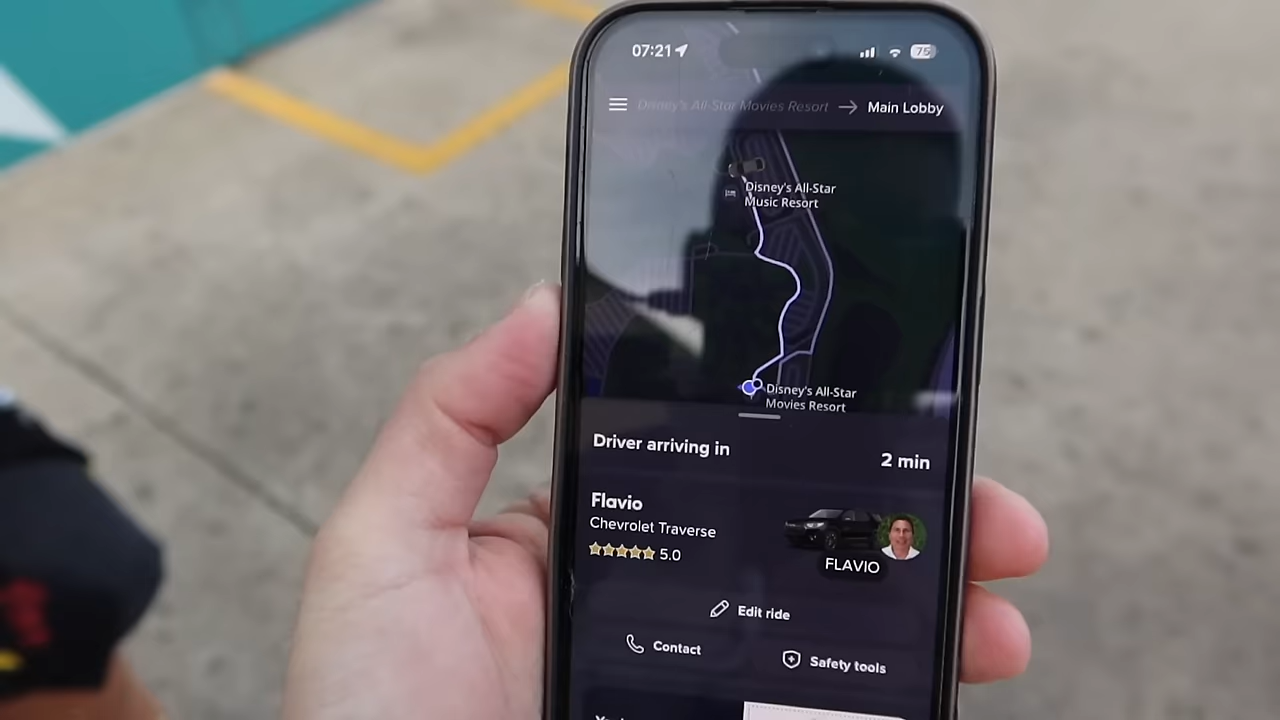 07:21
75
Disney's All-Star Movies Resort → Main Lobby
Disney's All-Star
Music Resort
Disney's All-Star
Movies Resort
Driver arriving in
2 min
Flavio
Chevrolet Traverse
5.0
FLAVIO
Edit ride
Contact
Safety tools